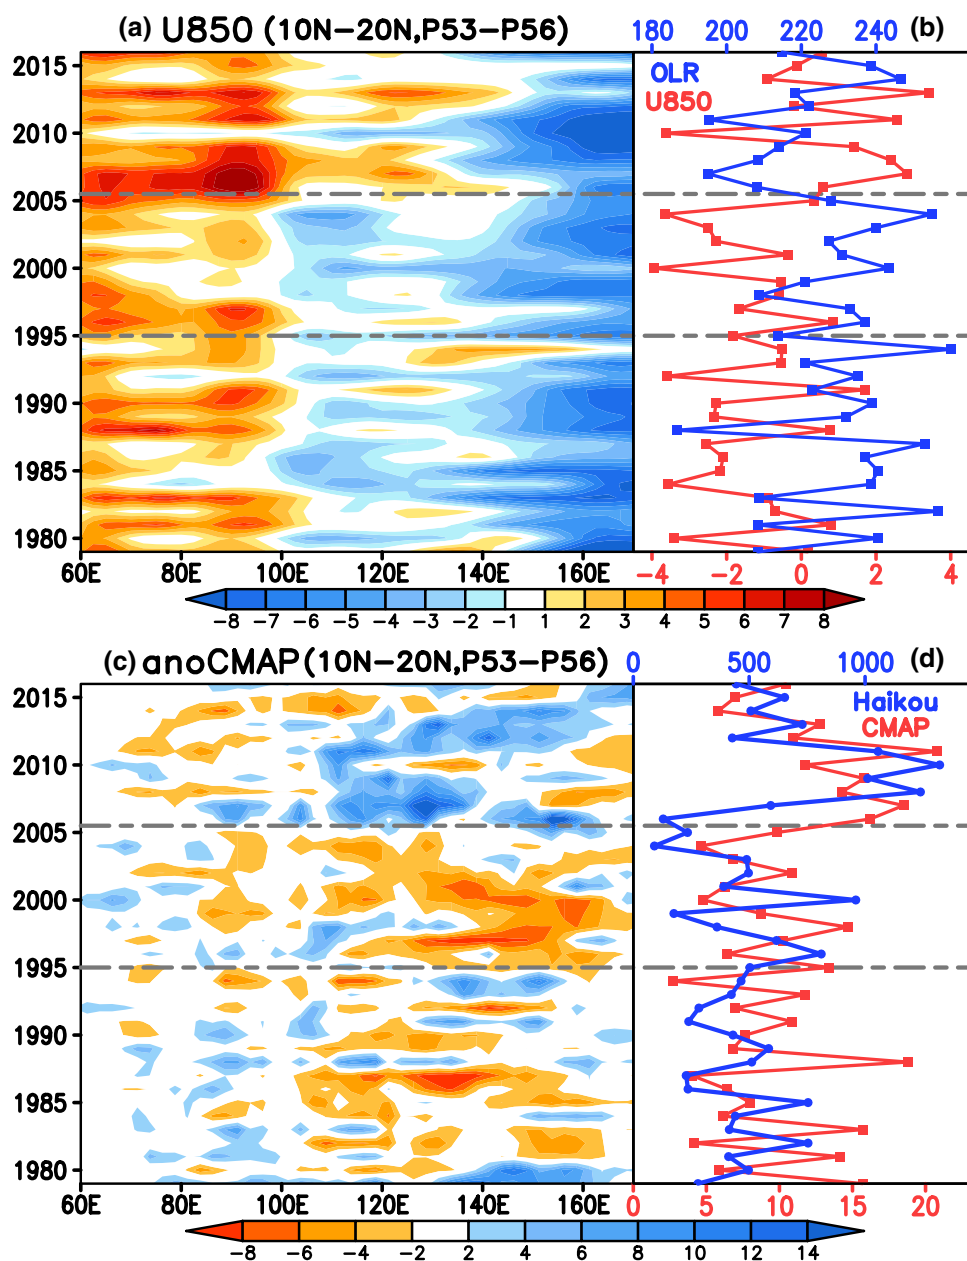 (a) U850 (10N−20N,P53−P56)
180 200 220 240 (b)
OLR
U850
2015
2010
2005
2000
1995
1990
1985
1980
60E 80E 100E 120E 140E 160E
−4 −2 0 2 4
−8 −7 −6 −5 −4 −3 −2 −1 1 2 3 4 5 6 7 8
(c) anoCMAP (10N−20N,P53−P56)
0 500 1000 (d)
Haikou
CMAP
2015
2010
2005
2000
1995
1990
1985
1980
60E 80E 100E 120E 140E 160E
0 5 10 15 20
−8 −6 −4 −2 2 4 6 8 10 12 14